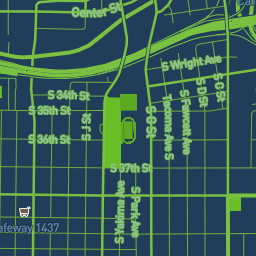 Center St
S Wright Ave
S 34th St
S 35th St
S 36th St
S J St
S G St
Tacoma Ave S
S Fawcett Ave
S D St
S C St
S 37th St
S Yakima Ave
S Park Ave
afeway 1437